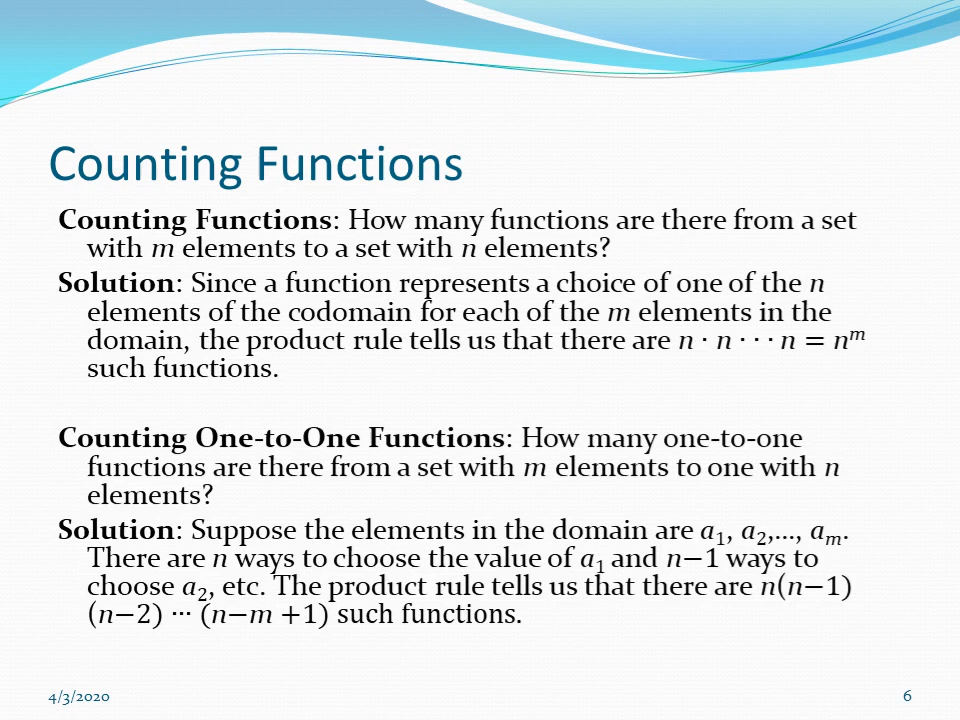 Counting Functions
Counting Functions: How many functions are there from a set
with m elements to a set with n elements?
Solution: Since a function represents a choice of one of the n
elements of the codomain for each of the m elements in the
domain, the product rule tells us that there are n ∙ n ∙ ∙ ∙ n = nᵐ
such functions.
Counting One-to-One Functions: How many one-to-one
functions are there from a set with m elements to one with n
elements?
Solution: Suppose the elements in the domain are a₁, a₂,…, aₘ.
There are n ways to choose the value of a₁ and n−1 ways to
choose a₂, etc. The product rule tells us that there are n(n−1)
(n−2) ⋯ (n−m +1) such functions.
4/3/2020
6